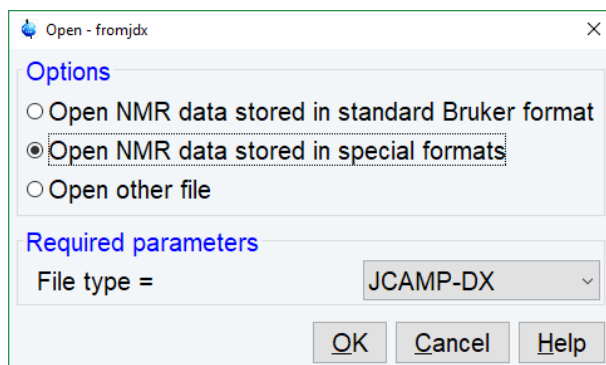 Open - fromjdx
Options
Open NMR data stored in standard Bruker format
Open NMR data stored in special formats
Open other file
Required parameters
File type = JCAMP-DX
OK Cancel Help